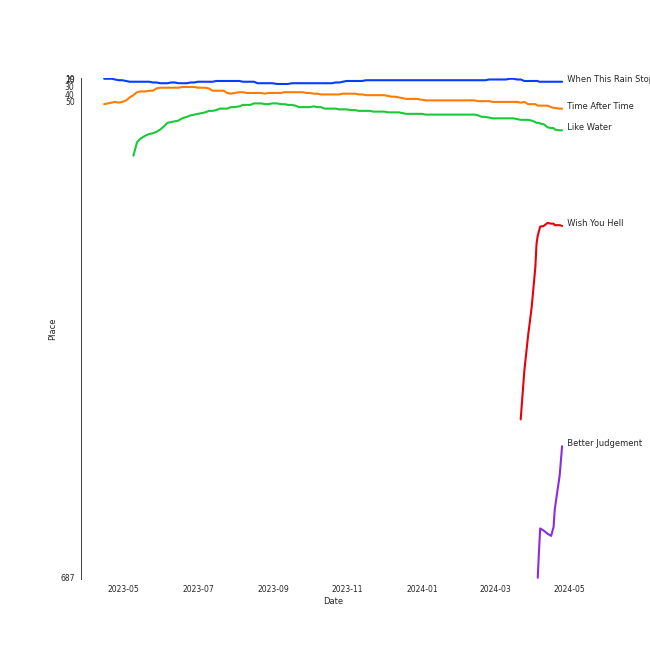 When This Rain Stop
30
40
50
Time After Time
Like Water
Wish You Hell
Place
Better Judgement
687
2023-05 2023-07 2023-09 2023-11 2024-01 2024-03 2024-05
Date